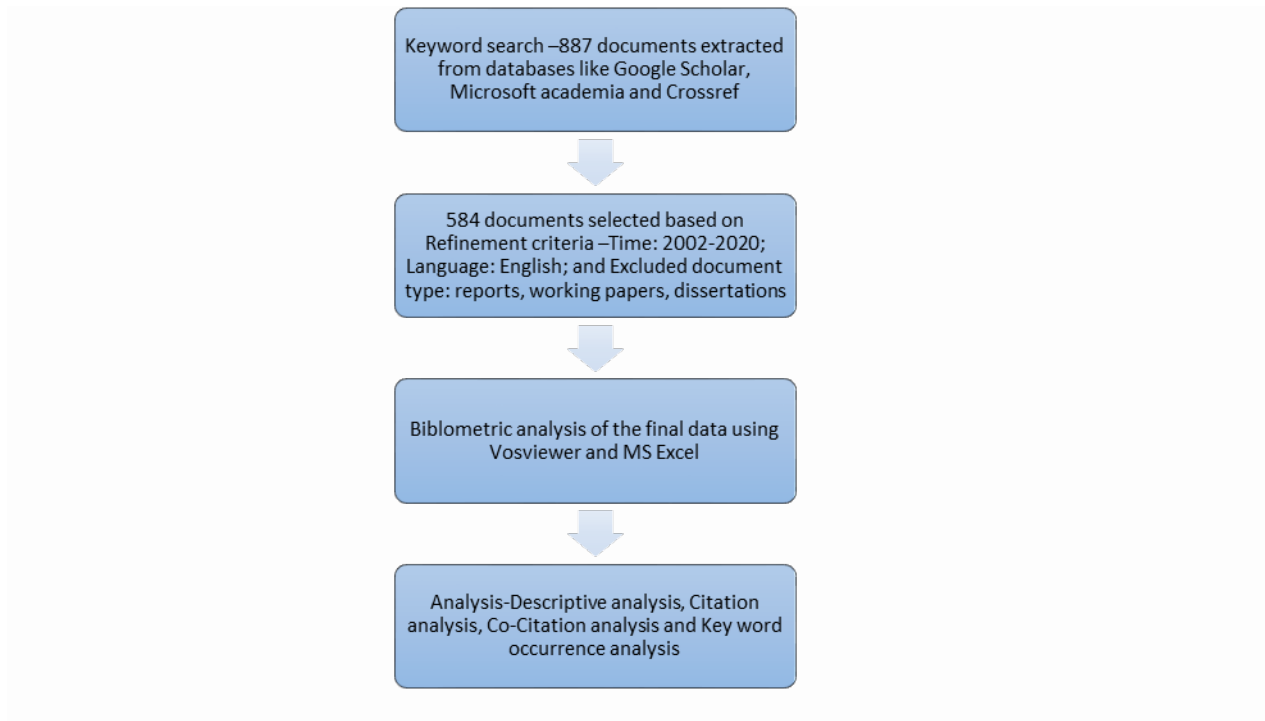 Keyword search –887 documents extracted
from databases like Google Scholar,
Microsoft academia and Crossref
584 documents selected based on
Refinement criteria –Time: 2002-2020;
Language: English; and Excluded document
type: reports, working papers, dissertations
Biblometric analysis of the final data using
Vosviewer and MS Excel
Analysis-Descriptive analysis, Citation
analysis, Co-Citation analysis and Key word
occurrence analysis